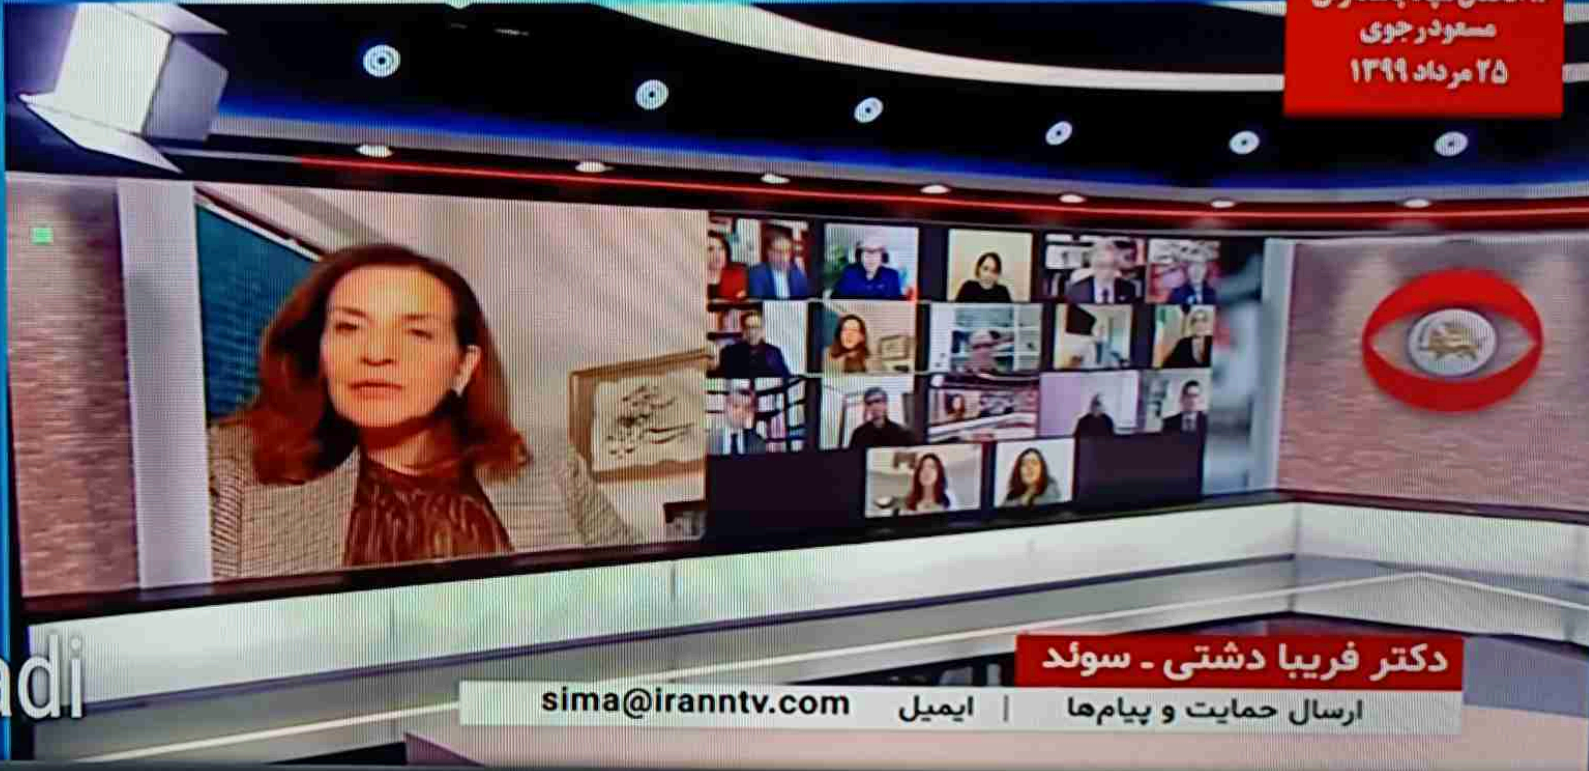 مسعود رجوی
۲۵ مرداد ۱۳۹۹
adi
دکتر فریبا دشتی ـ سوئد
ارسال حمایت و پیام‌ها | ایمیل sima@iranntv.com